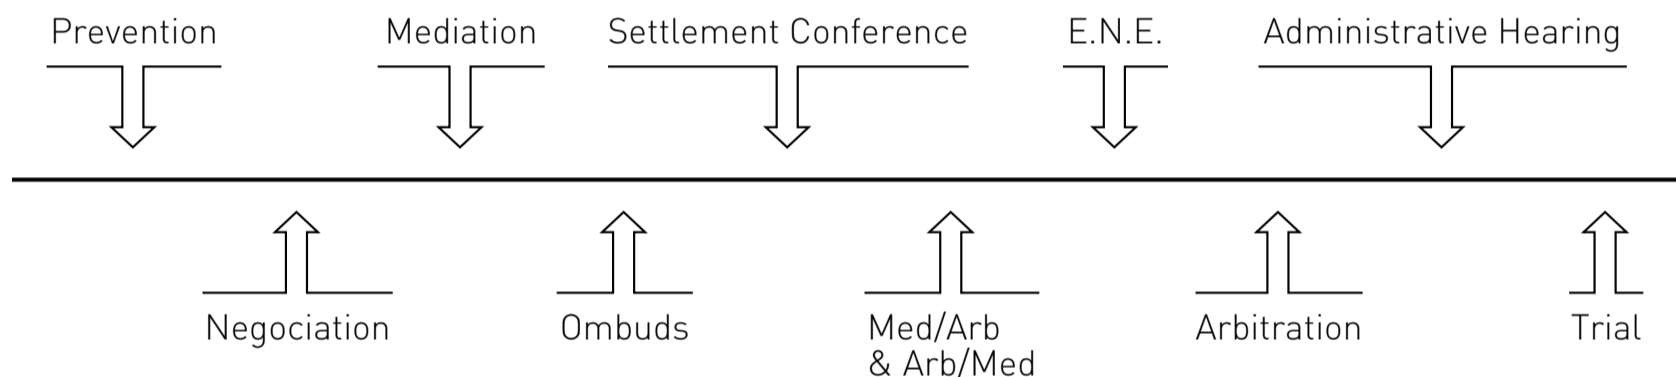 Prevention
Mediation
Settlement Conference
E.N.E.
Administrative Hearing
Negociation
Ombuds
Med/Arb
& Arb/Med
Arbitration
Trial